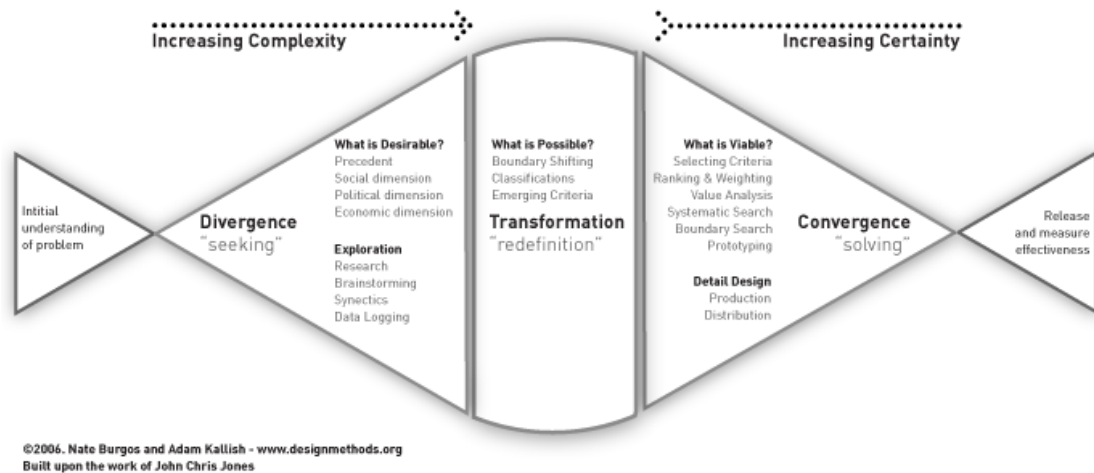 Increasing Complexity
Increasing Certainty
Intitial
understanding
of problem
Divergence
"seeking"
What is Desirable?
Precedent
Social dimension
Political dimension
Economic dimension
Exploration
Research
Brainstorming
Synectics
Data Logging
What is Possible?
Boundary Shifting
Classifications
Emerging Criteria
Transformation
"redefinition"
What is Viable?
Selecting Criteria
Ranking & Weighting
Value Analysis
Systematic Search
Boundary Search
Prototyping
Detail Design
Production
Distribution
Convergence
"solving"
Release
and measure
effectiveness
©2006. Nate Burgos and Adam Kallish - www.designmethods.org
Built upon the work of John Chris Jones